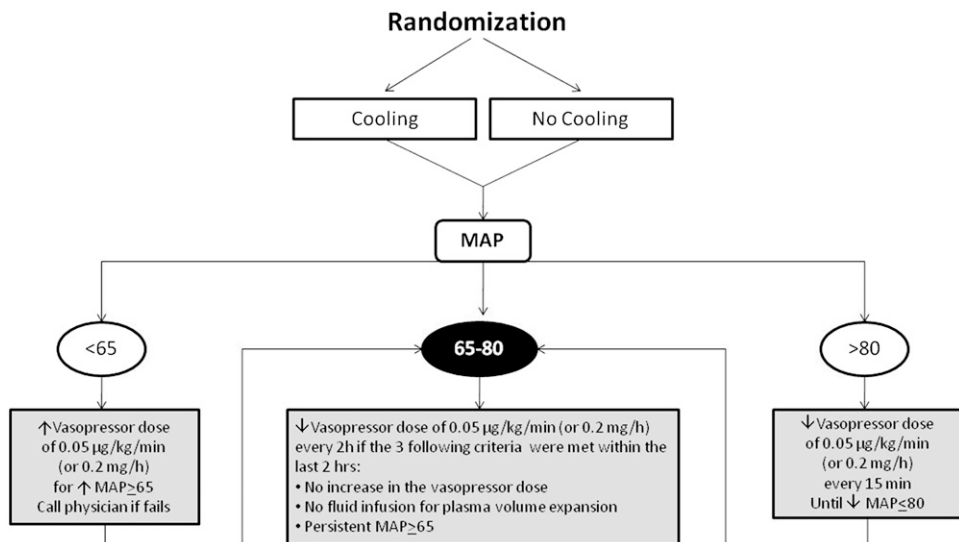 Randomization
Cooling
No Cooling
MAP
<65
65-80
>80
↑Vasopressor dose
of 0.05 µg/kg/min
(or 0.2 mg/h)
for ↑ MAP≥65
Call physician if fails
↓Vasopressor dose of 0.05 µg/kg/min (or 0.2 mg/h)
every 2h if the 3 following criteria were met within the
last 2 hrs:
• No increase in the vasopressor dose
• No fluid infusion for plasma volume expansion
• Persistent MAP≥65
↓Vasopressor dose
of 0.05 µg/kg/min
(or 0.2 mg/h)
every 15 min
Until ↓ MAP≤80